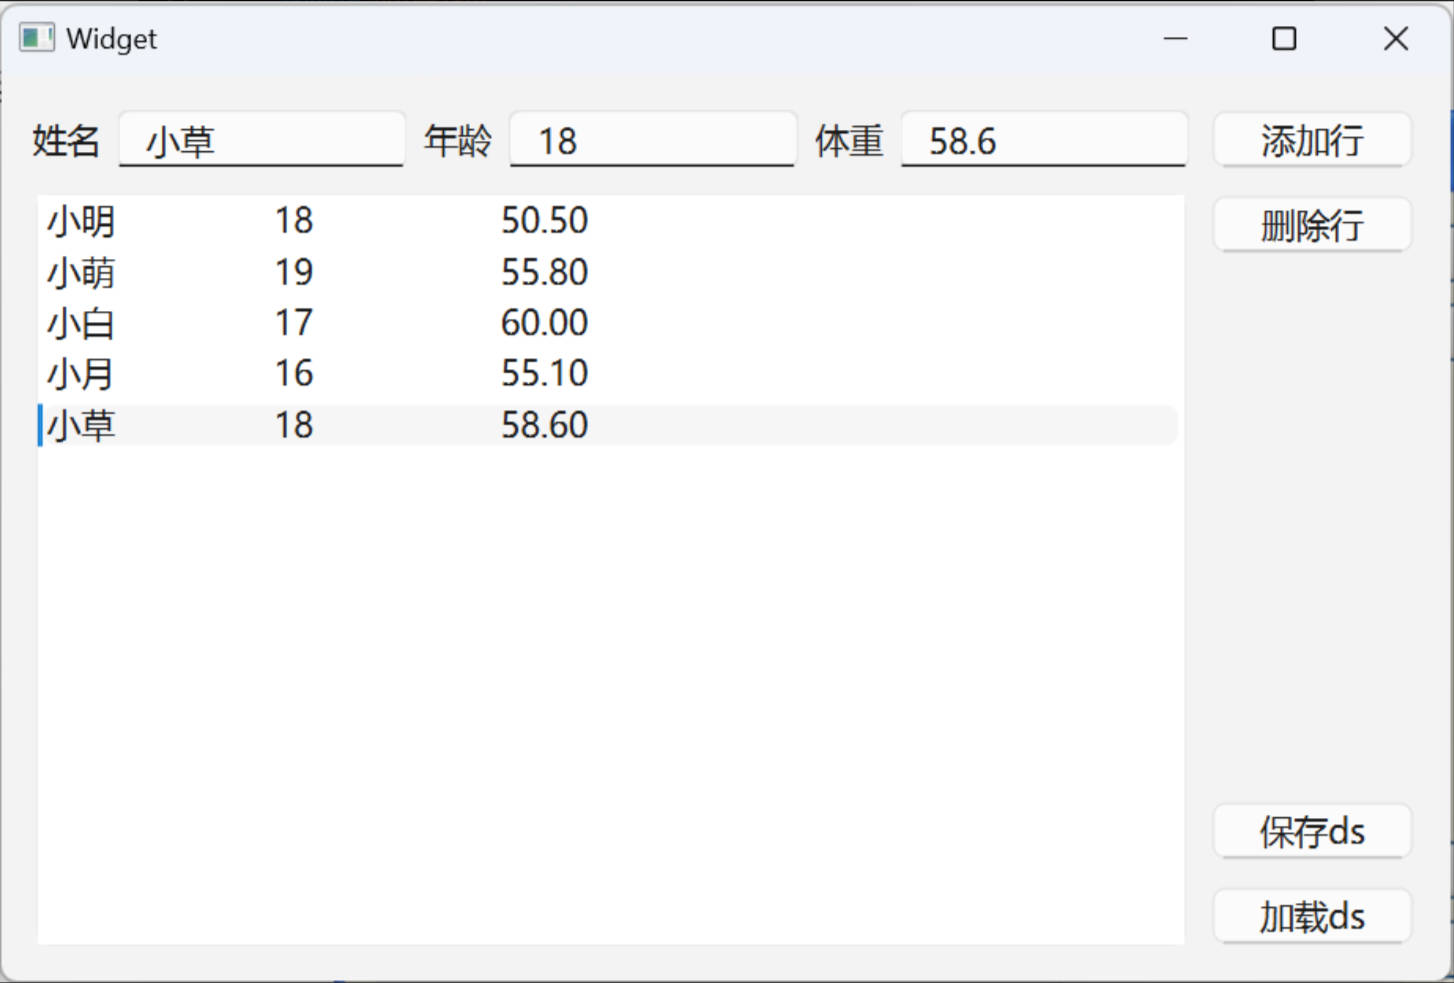 Widget
姓名 小草 年龄 18 体重 58.6 添加行
小明 18 50.50 删除行
小萌 19 55.80
小白 17 60.00
小月 16 55.10
小草 18 58.60
保存ds
加载ds